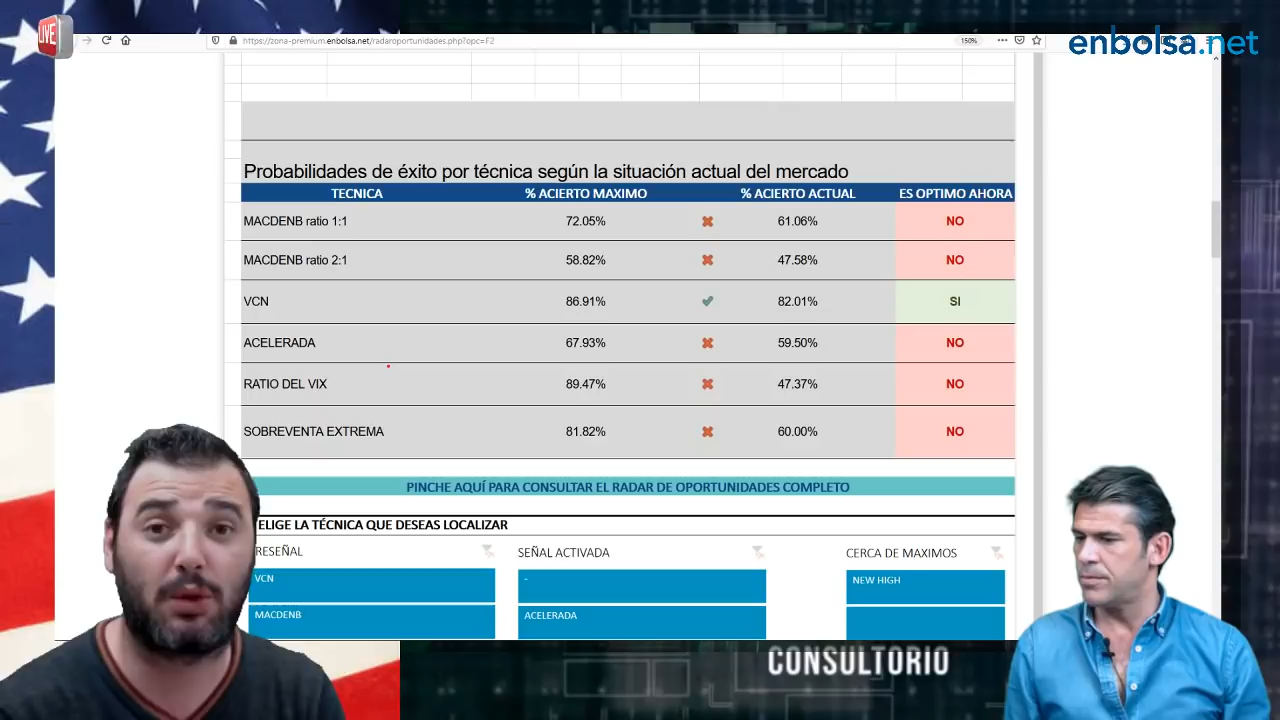 LIVE
https://zona-premium.enbolsa.net/radaroportunidades.php?opc=F2
150%
enbolsa.net
Probabilidades de éxito por técnica según la situación actual del mercado
TECNICA % ACIERTO MAXIMO % ACIERTO ACTUAL ES OPTIMO AHORA
MACDENB ratio 1:1 72.05% 61.06% NO
MACDENB ratio 2:1 58.82% 47.58% NO
VCN 86.91% 82.01% SI
ACELERADA 67.93% 59.50% NO
RATIO DEL VIX 89.47% 47.37% NO
SOBREVENTA EXTREMA 81.82% 60.00% NO
PINCHE AQUÍ PARA CONSULTAR EL RADAR DE OPORTUNIDADES COMPLETO
ELIGE LA TÉCNICA QUE DESEAS LOCALIZAR
RESEÑAL SEÑAL ACTIVADA CERCA DE MAXIMOS
VCN - NEW HIGH
MACDENB ACELERADA
CONSULTORIO